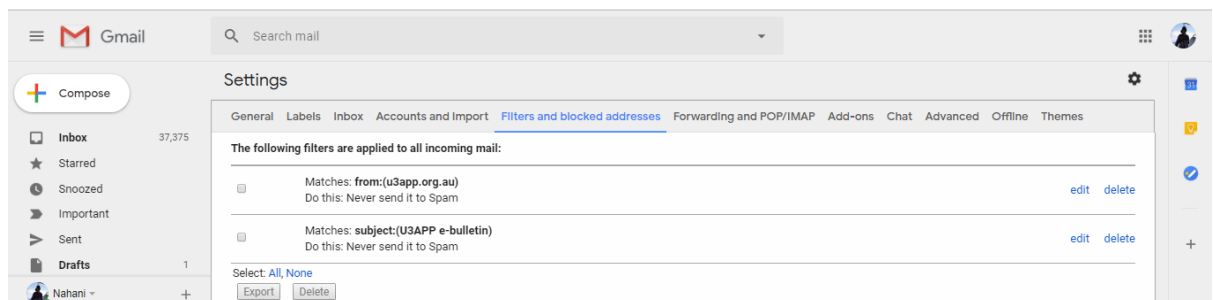 Gmail
Search mail
Compose
Settings
General Labels Inbox Accounts and Import Filters and blocked addresses Forwarding and POP/IMAP Add-ons Chat Advanced Offline Themes
Inbox 37,375
Starred
Snoozed
Important
Sent
Drafts 1
Nahani
The following filters are applied to all incoming mail:
Matches: from:(u3app.org.au)
Do this: Never send it to Spam
edit delete
Matches: subject:(U3APP e-bulletin)
Do this: Never send it to Spam
edit delete
Select: All, None
Export Delete
31